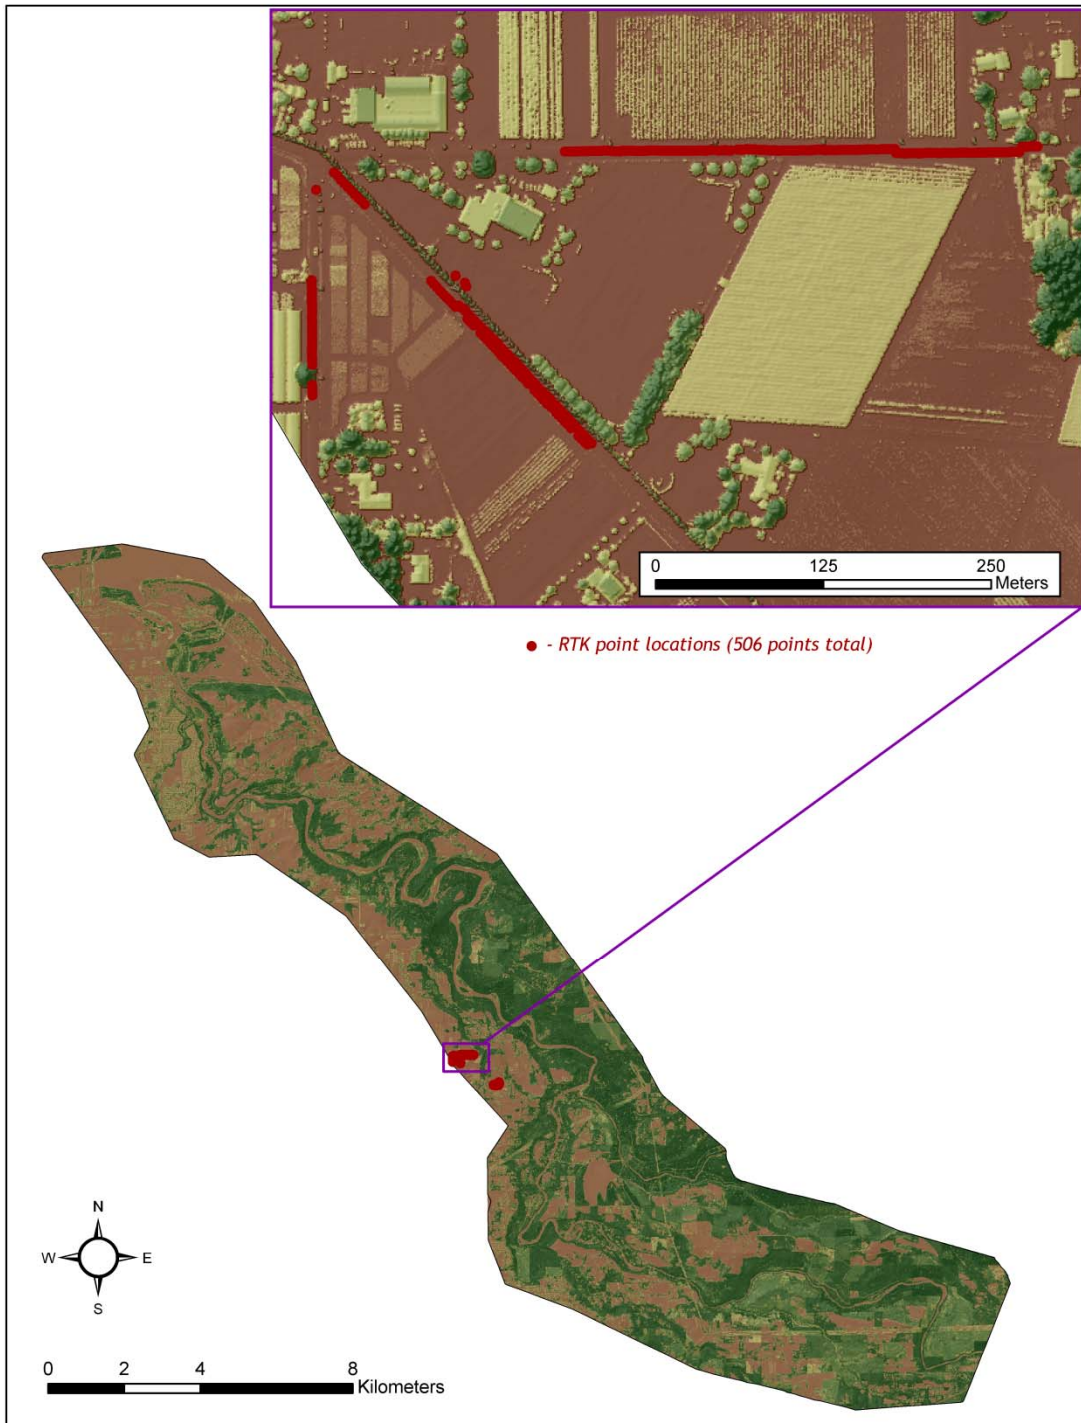 0 125 250
Meters
- RTK point locations (506 points total)
N
W E
S
0 2 4 8
Kilometers